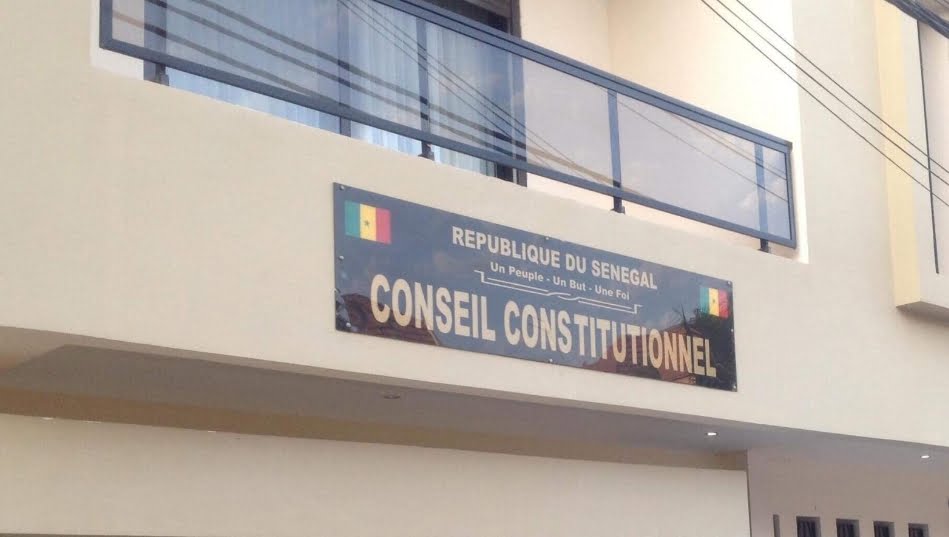 REPUBLIQUE DU SENEGAL
Un Peuple - Un But - Une Foi
CONSEIL CONSTITUTIONNEL